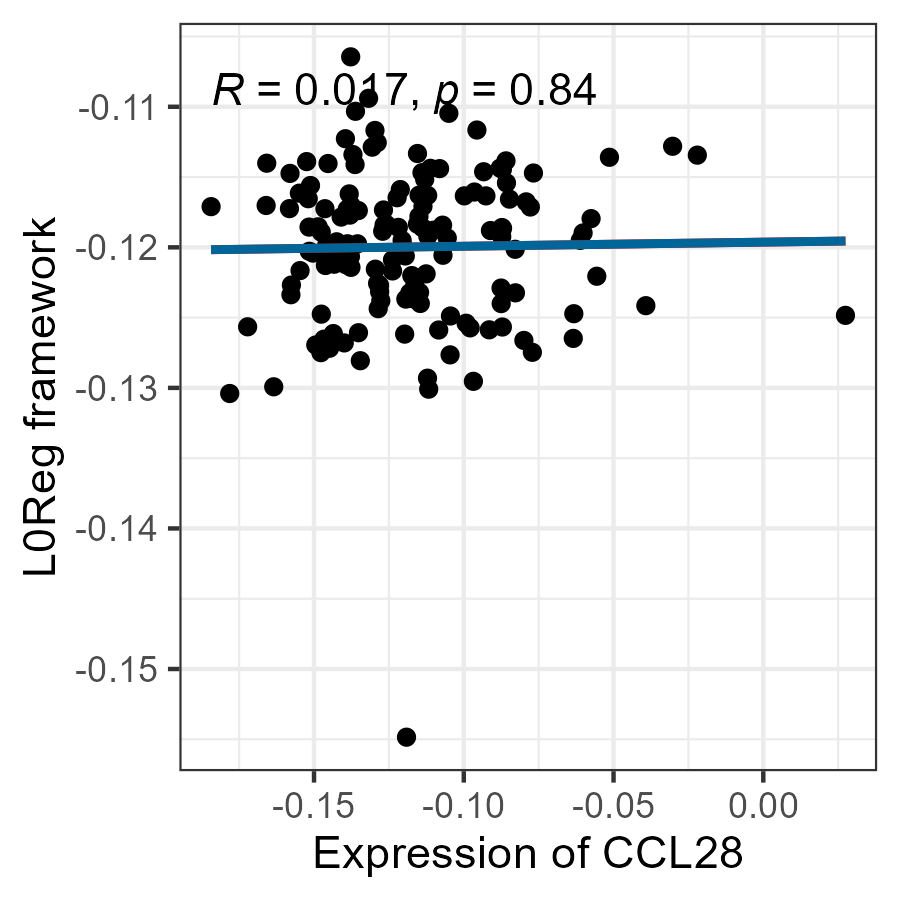 R = 0.017, p = 0.84
L0Reg framework
-0.11
-0.12
-0.13
-0.14
-0.15
-0.15 -0.10 -0.05 0.00
Expression of CCL28